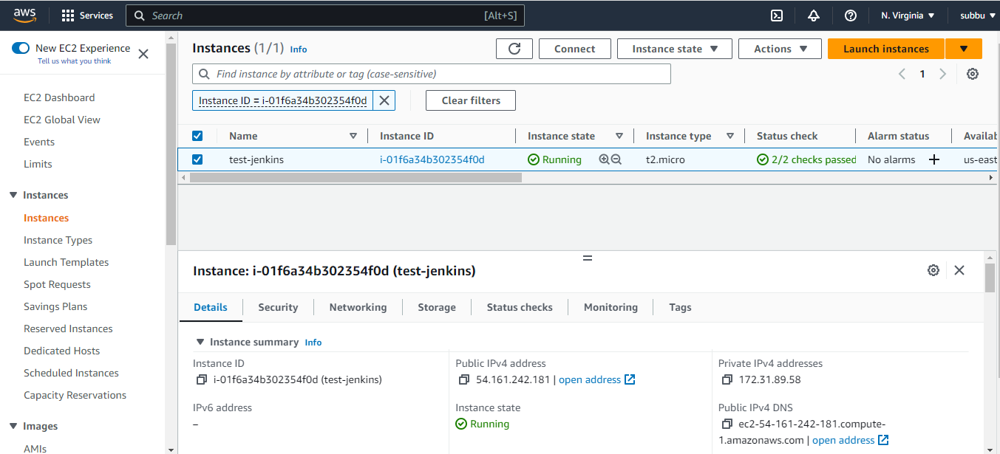 aws
Services
Search [Alt+S]
N. Virginia
subbu
New EC2 Experience
Tell us what you think
EC2 Dashboard
EC2 Global View
Events
Limits
Instances
Instances
Instance Types
Launch Templates
Spot Requests
Savings Plans
Reserved Instances
Dedicated Hosts
Scheduled Instances
Capacity Reservations
Images
AMIs
Instances (1/1) Info
Connect
Instance state
Actions
Launch instances
Find instance by attribute or tag (case-sensitive)
1
Instance ID = i-01f6a34b302354f0d
Clear filters
Name Instance ID Instance state Instance type Status check Alarm status Availab
test-jenkins i-01f6a34b302354f0d Running t2.micro 2/2 checks passed No alarms us-east
Instance: i-01f6a34b302354f0d (test-jenkins)
Details Security Networking Storage Status checks Monitoring Tags
Instance summary Info
Instance ID
i-01f6a34b302354f0d (test-jenkins)
Public IPv4 address
54.161.242.181 | open address
Private IPv4 addresses
172.31.89.58
IPv6 address
–
Instance state
Running
Public IPv4 DNS
ec2-54-161-242-181.compute-
1.amazonaws.com | open address